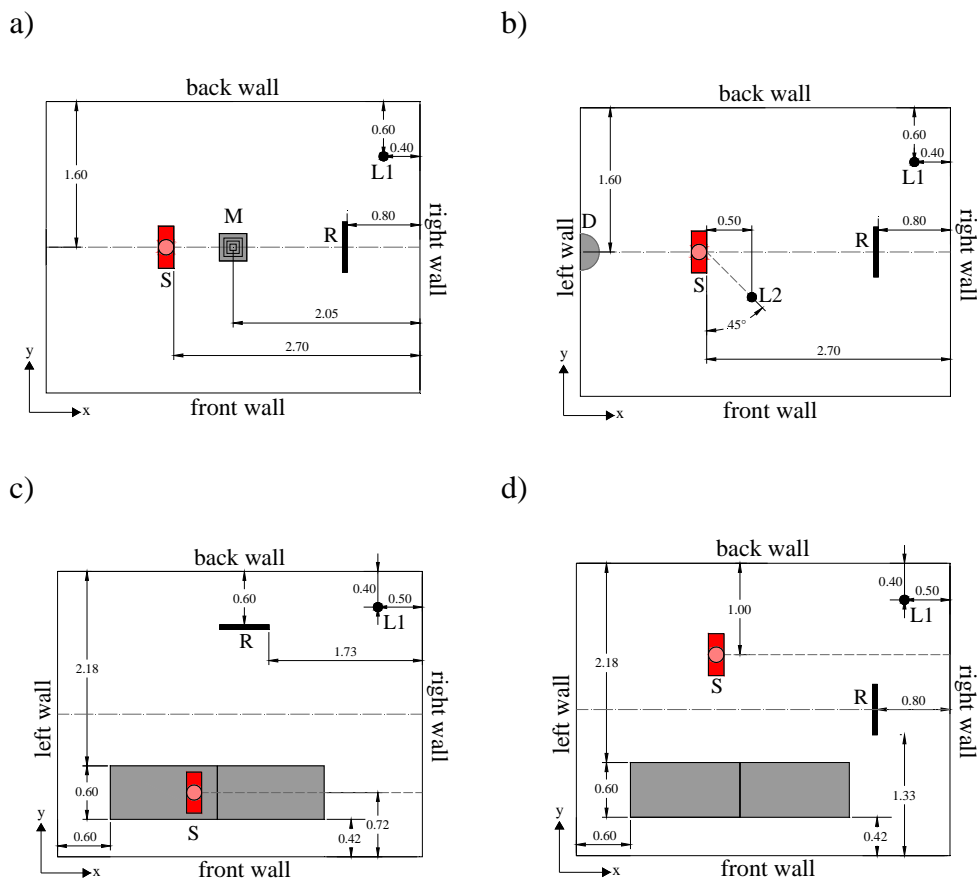 a)
back wall
0.60
0.40
L1
1.60
M
0.80
R
S
right wall
2.05
2.70
y
x
front wall
b)
back wall
0.60
0.40
L1
1.60
D
0.50
0.80
R
left wall
S
L2
right wall
45°
2.70
y
x
front wall
c)
back wall
0.40
0.50
0.60
L1
R
1.73
2.18
left wall
right wall
0.60
S
0.72
0.60
0.42
y
x
front wall
d)
back wall
0.40
0.50
1.00
L1
2.18
S
left wall
R
0.80
right wall
0.60
1.33
0.60
0.42
y
x
front wall